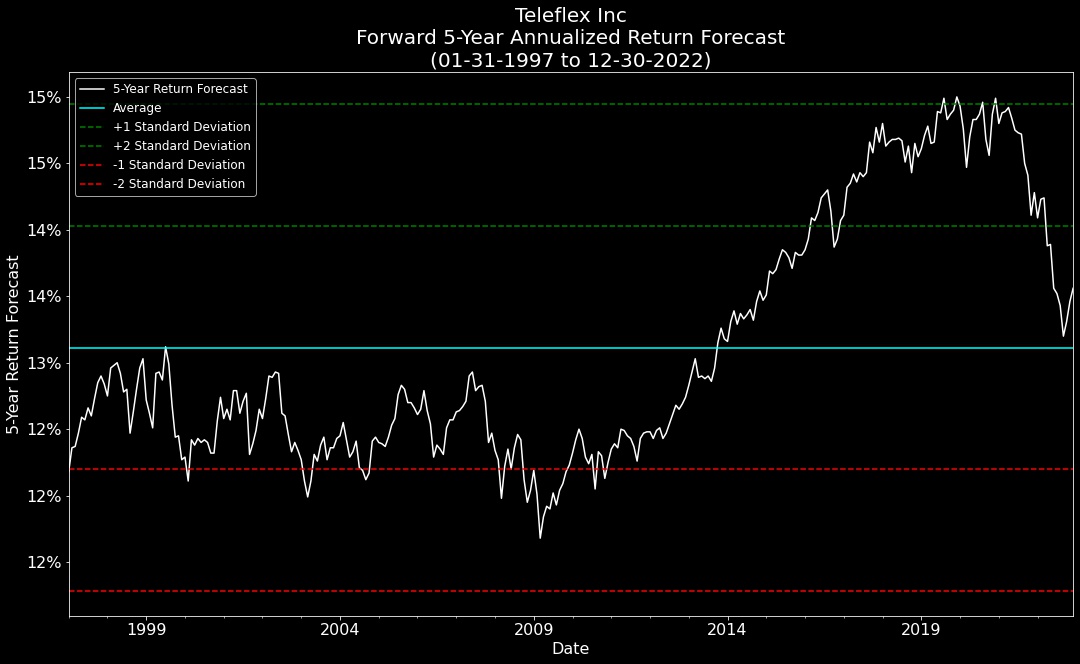 Teleflex Inc
Forward 5-Year Annualized Return Forecast
(01-31-1997 to 12-30-2022)
5-Year Return Forecast
Average
+1 Standard Deviation
+2 Standard Deviation
-1 Standard Deviation
-2 Standard Deviation
15%
15%
14%
14%
13%
12%
12%
12%
5-Year Return Forecast
1999 2004 2009 2014 2019
Date